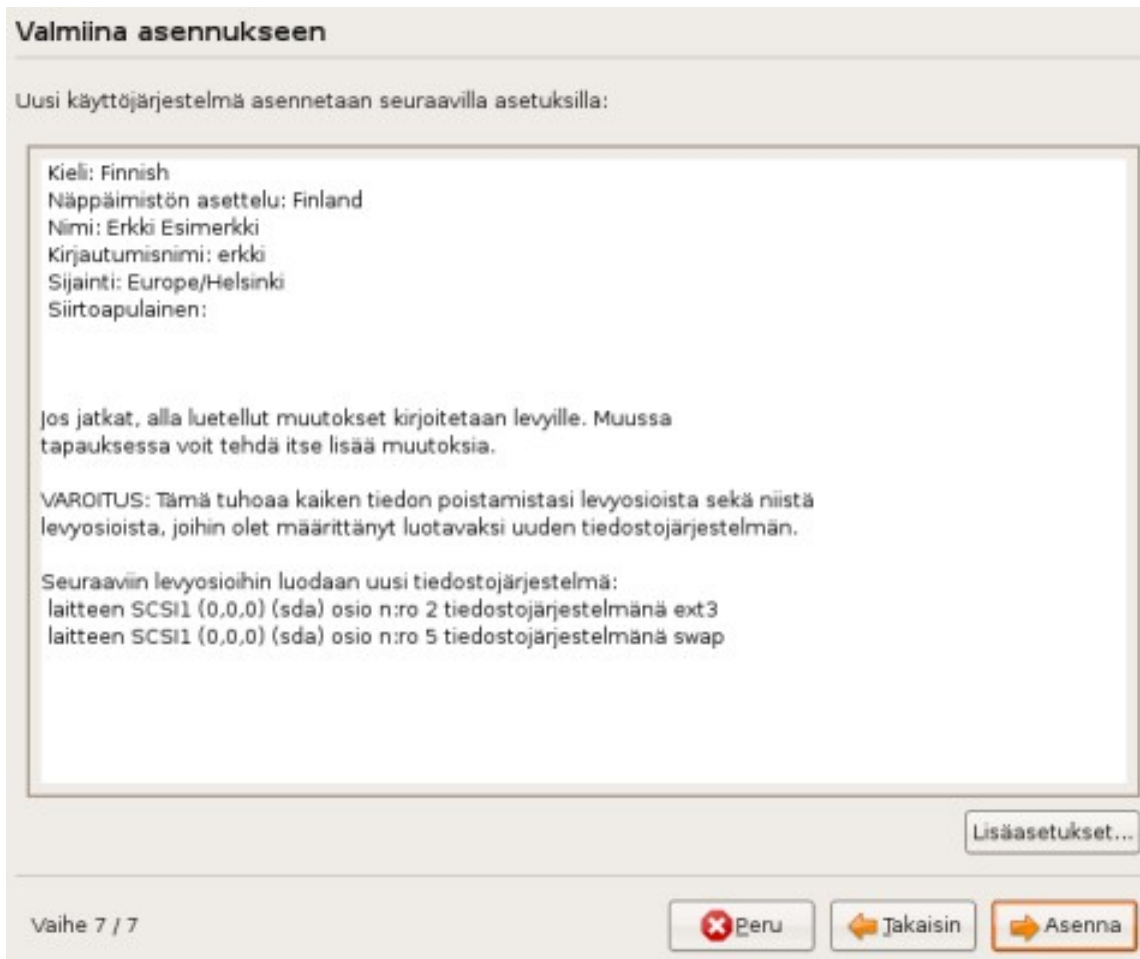 Valmiina asennukseen
Uusi käyttöjärjestelmä asennetaan seuraavilla asetuksilla:
Kieli: Finnish
Näppäimistön asettelu: Finland
Nimi: Erkki Esimerkki
Kirjautumisnimi: erkki
Sijainti: Europe/Helsinki
Siirtoapulainen:
Jos jatkat, alla luetellut muutokset kirjoitetaan levyille. Muussa
tapauksessa voit tehdä itse lisää muutoksia.
VAROITUS: Tämä tuhoaa kaiken tiedon poistamistasi levyosioista sekä niistä
levyosioista, joihin olet määrittänyt luotavaksi uuden tiedostojärjestelmän.
Seuraaviin levyosioihin luodaan uusi tiedostojärjestelmä:
laitteen SCSI1 (0,0,0) (sda) osio n:ro 2 tiedostojärjestelmänä ext3
laitteen SCSI1 (0,0,0) (sda) osio n:ro 5 tiedostojärjestelmänä swap
Lisäasetukset...
Vaihe 7 / 7
Peru
Takaisin
Asenna